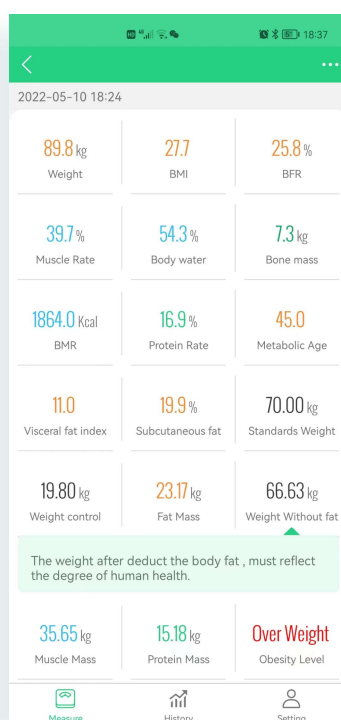 18:37
2022-05-10 18:24
89.8 kg 27.7 25.8 %
Weight BMI BFR
39.7 % 54.3 % 7.3 kg
Muscle Rate Body water Bone mass
1864.0 Kcal 16.9 % 45.0
BMR Protein Rate Metabolic Age
11.0 19.9 % 70.00 kg
Visceral fat index Subcutaneous fat Standards Weight
19.80 kg 23.17 kg 66.63 kg
Weight control Fat Mass Weight Without fat
The weight after deduct the body fat , must reflect
the degree of human health.
35.65 kg 15.18 kg Over Weight
Muscle Mass Protein Mass Obesity Level
Measure History Setting